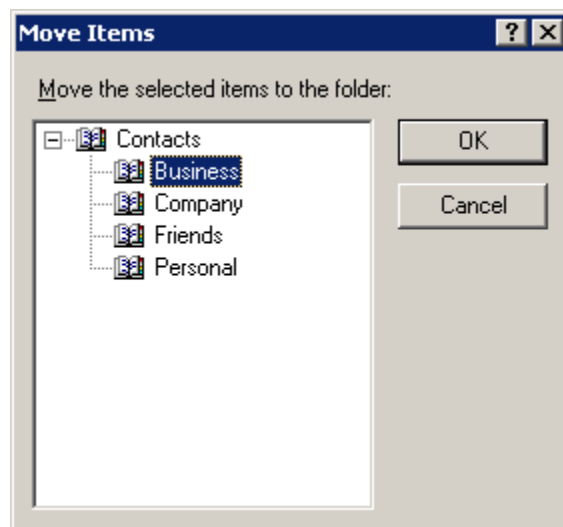 Move Items
Move the selected items to the folder:
Contacts
Business
Company
Friends
Personal
OK
Cancel